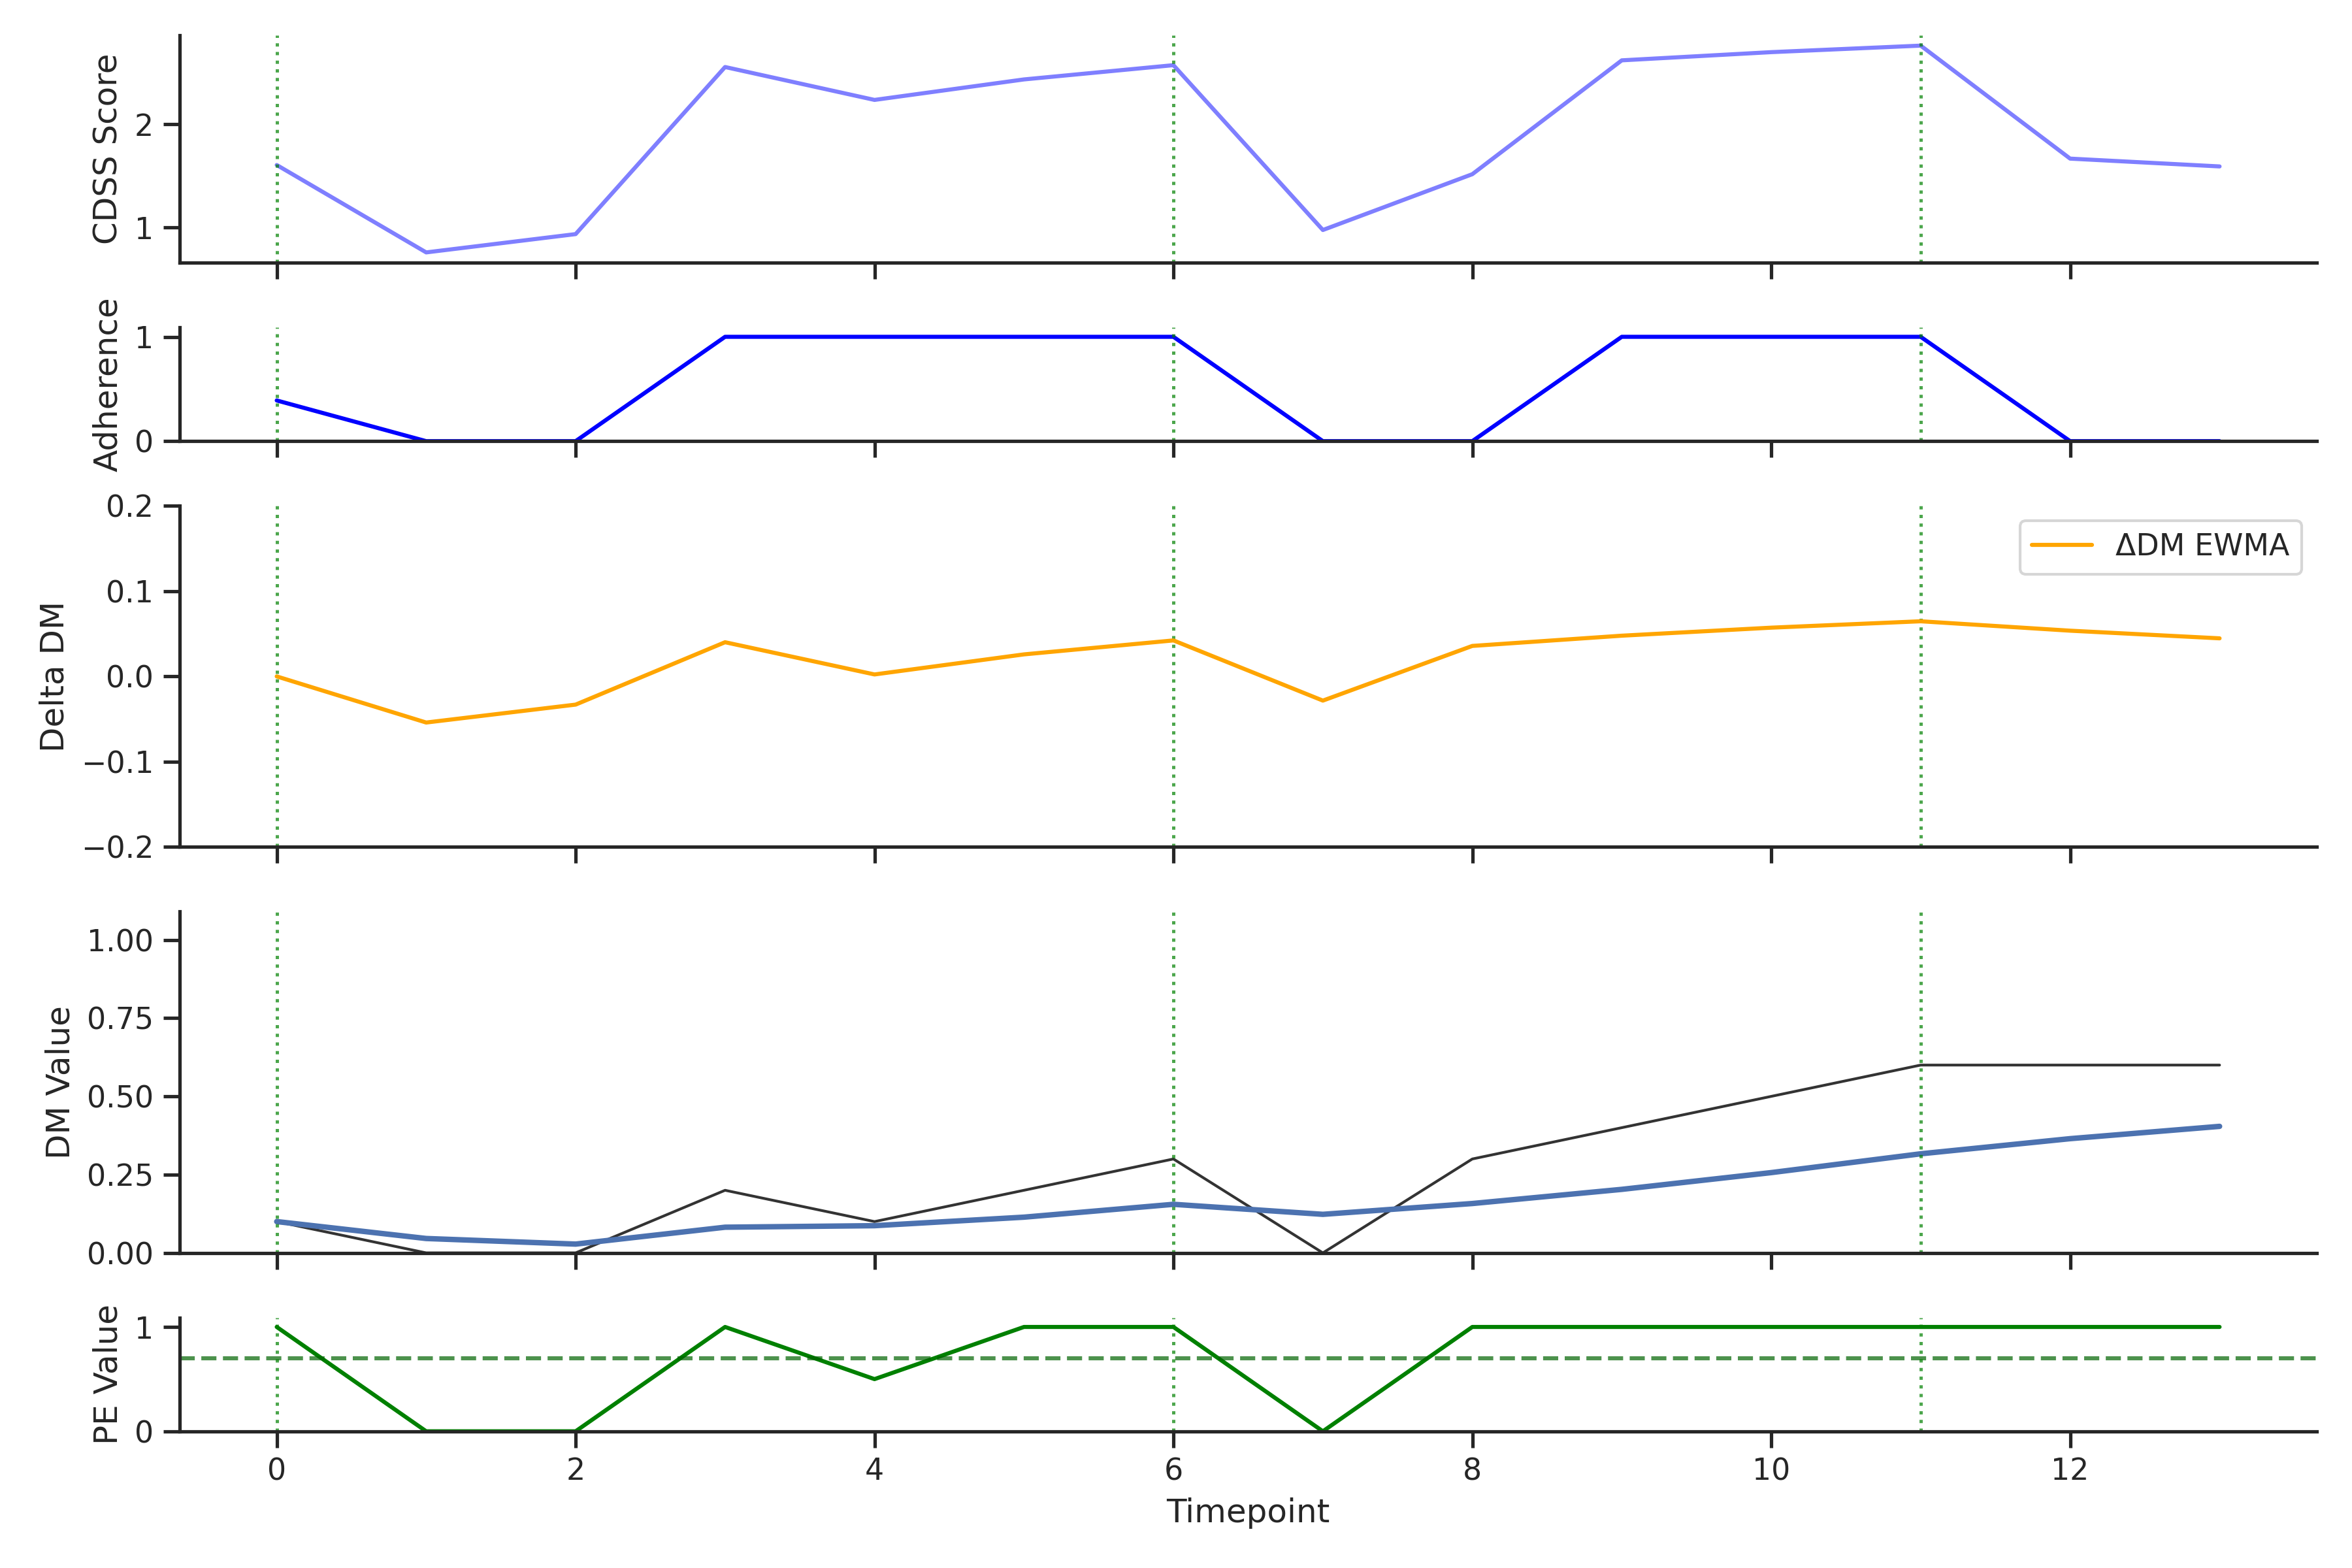 CDSS Score
2
1
Adherence
1
0
Delta DM
0.2
0.1
0.0
−0.1
−0.2
ΔDM EWMA
DM Value
1.00
0.75
0.50
0.25
0.00
PE Value
1
0
0 2 4 6 8 10 12
Timepoint